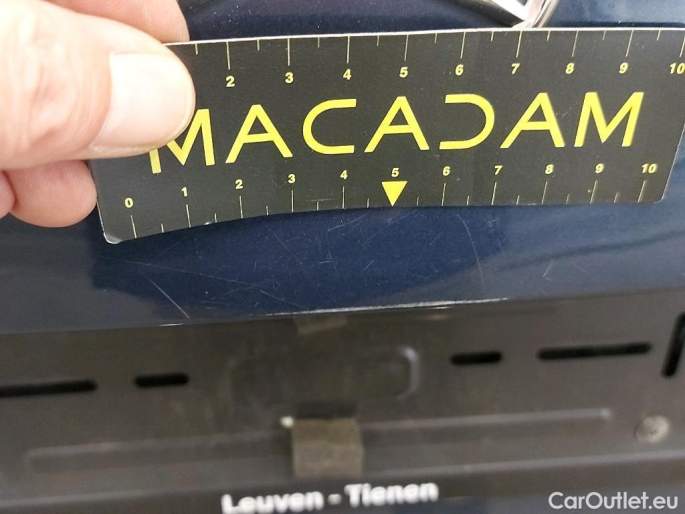 2 3 4 5 6 7 8 9 10
MACADAM
0 1 2 3 4 5 6 7 8 9 10
Leuven - Tienen
CarOutlet.eu